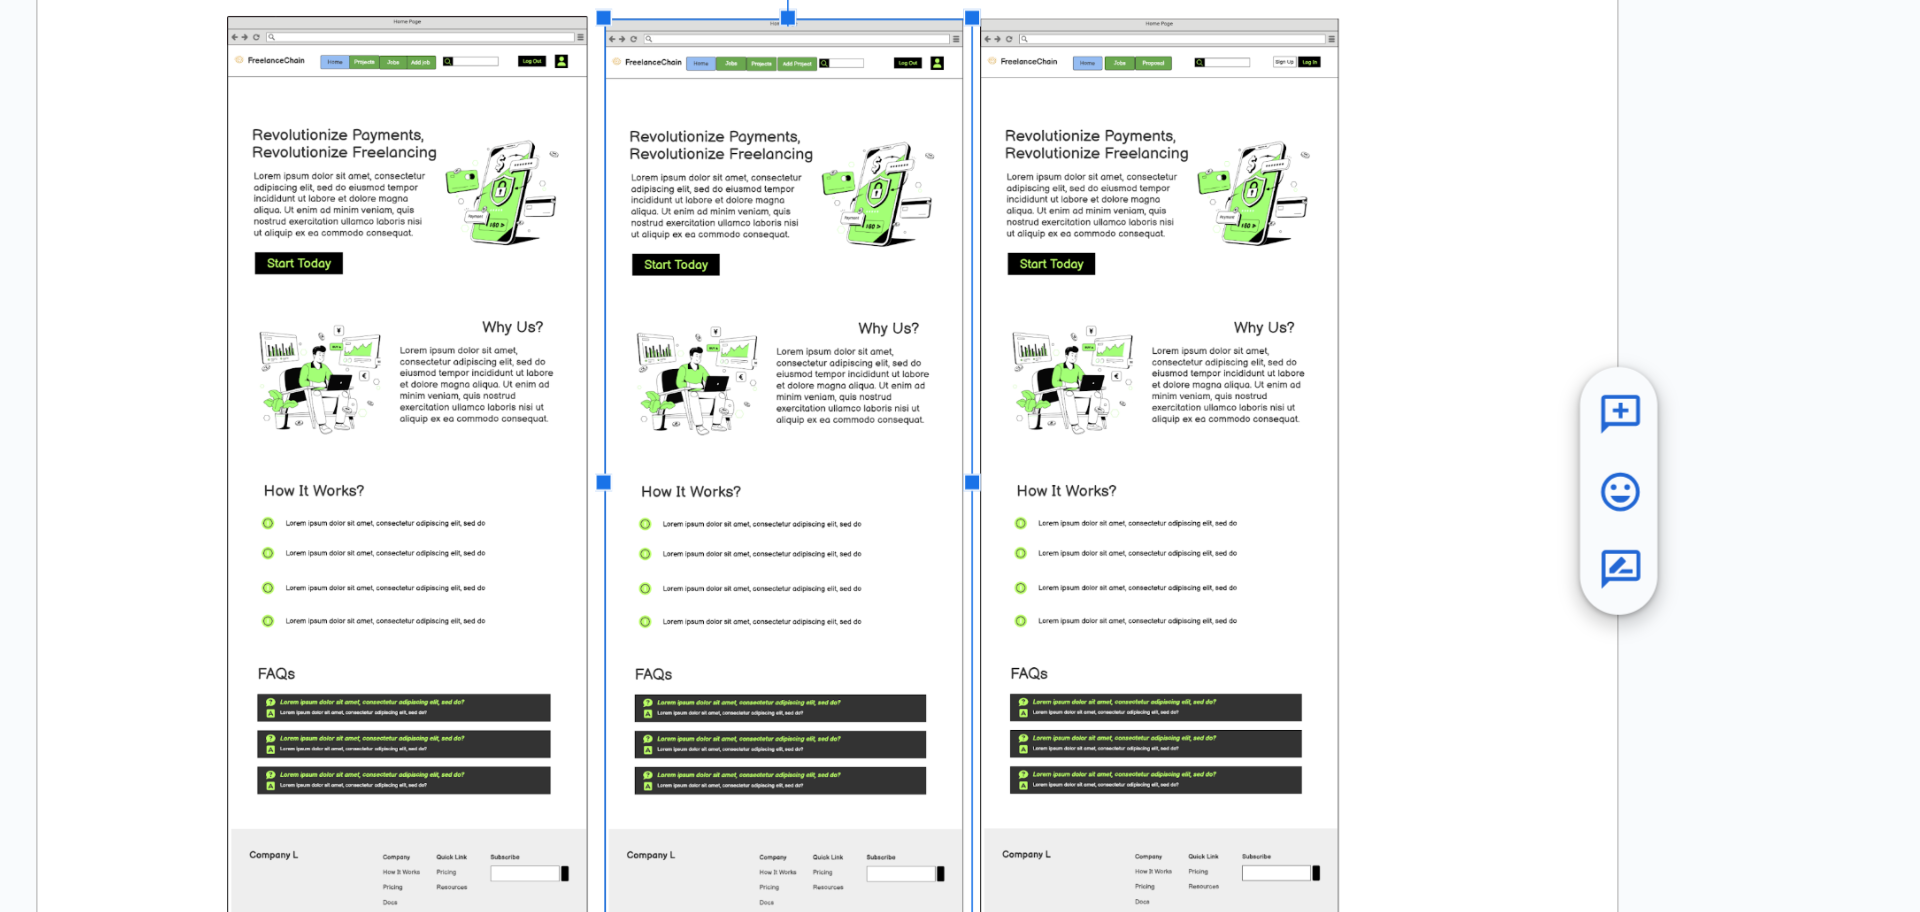 Home Page
FreelanceChain
Home Projects Jobs Add Job
Log Out
Revolutionize Payments,
Revolutionize Freelancing
Lorem ipsum dolor sit amet, consectetur
adipiscing elit, sed do eiusmod tempor
incididunt ut labore et dolore magna
aliqua. Ut enim ad minim veniam, quis
nostrud exercitation ullamco laboris nisi
ut aliquip ex ea commodo consequat.
Payment
Start Today
Why Us?
Lorem ipsum dolor sit amet,
consectetur adipiscing elit, sed do
eiusmod tempor incididunt ut labore
et dolore magna aliqua. Ut enim ad
minim veniam, quis nostrud
exercitation ullamco laboris nisi ut
aliquip ex ea commodo consequat.
How It Works?
Lorem ipsum dolor sit amet, consectetur adipiscing elit, sed do
Lorem ipsum dolor sit amet, consectetur adipiscing elit, sed do
Lorem ipsum dolor sit amet, consectetur adipiscing elit, sed do
Lorem ipsum dolor sit amet, consectetur adipiscing elit, sed do
FAQs
Lorem ipsum dolor sit amet, consectetur adipiscing elit, sed do?
Lorem ipsum dolor sit amet, consectetur adipiscing elit, sed do?
Lorem ipsum dolor sit amet, consectetur adipiscing elit, sed do?
Lorem ipsum dolor sit amet, consectetur adipiscing elit, sed do?
Lorem ipsum dolor sit amet, consectetur adipiscing elit, sed do?
Lorem ipsum dolor sit amet, consectetur adipiscing elit, sed do?
Company L
Company Quick Link Subscribe
How It Works Pricing
Pricing Resources
Docs
FreelanceChain
Home Jobs Projects Add Project
Log Out
Revolutionize Payments,
Revolutionize Freelancing
Lorem ipsum dolor sit amet, consectetur
adipiscing elit, sed do eiusmod tempor
incididunt ut labore et dolore magna
aliqua. Ut enim ad minim veniam, quis
nostrud exercitation ullamco laboris nisi
ut aliquip ex ea commodo consequat.
Payment
Start Today
Why Us?
Lorem ipsum dolor sit amet,
consectetur adipiscing elit, sed do
eiusmod tempor incididunt ut labore
et dolore magna aliqua. Ut enim ad
minim veniam, quis nostrud
exercitation ullamco laboris nisi ut
aliquip ex ea commodo consequat.
How It Works?
Lorem ipsum dolor sit amet, consectetur adipiscing elit, sed do
Lorem ipsum dolor sit amet, consectetur adipiscing elit, sed do
Lorem ipsum dolor sit amet, consectetur adipiscing elit, sed do
Lorem ipsum dolor sit amet, consectetur adipiscing elit, sed do
FAQs
Lorem ipsum dolor sit amet, consectetur adipiscing elit, sed do?
Lorem ipsum dolor sit amet, consectetur adipiscing elit, sed do?
Lorem ipsum dolor sit amet, consectetur adipiscing elit, sed do?
Lorem ipsum dolor sit amet, consectetur adipiscing elit, sed do?
Lorem ipsum dolor sit amet, consectetur adipiscing elit, sed do?
Lorem ipsum dolor sit amet, consectetur adipiscing elit, sed do?
Company L
Company Quick Link Subscribe
How It Works Pricing
Pricing Resources
Docs
Home Page
FreelanceChain
Home Jobs Proposal
Sign Up Log In
Revolutionize Payments,
Revolutionize Freelancing
Lorem ipsum dolor sit amet, consectetur
adipiscing elit, sed do eiusmod tempor
incididunt ut labore et dolore magna
aliqua. Ut enim ad minim veniam, quis
nostrud exercitation ullamco laboris nisi
ut aliquip ex ea commodo consequat.
Payment
Start Today
Why Us?
Lorem ipsum dolor sit amet,
consectetur adipiscing elit, sed do
eiusmod tempor incididunt ut labore
et dolore magna aliqua. Ut enim ad
minim veniam, quis nostrud
exercitation ullamco laboris nisi ut
aliquip ex ea commodo consequat.
How It Works?
Lorem ipsum dolor sit amet, consectetur adipiscing elit, sed do
Lorem ipsum dolor sit amet, consectetur adipiscing elit, sed do
Lorem ipsum dolor sit amet, consectetur adipiscing elit, sed do
Lorem ipsum dolor sit amet, consectetur adipiscing elit, sed do
FAQs
Lorem ipsum dolor sit amet, consectetur adipiscing elit, sed do?
Lorem ipsum dolor sit amet, consectetur adipiscing elit, sed do?
Lorem ipsum dolor sit amet, consectetur adipiscing elit, sed do?
Lorem ipsum dolor sit amet, consectetur adipiscing elit, sed do?
Lorem ipsum dolor sit amet, consectetur adipiscing elit, sed do?
Lorem ipsum dolor sit amet, consectetur adipiscing elit, sed do?
Company L
Company Quick Link Subscribe
How It Works Pricing
Pricing Resources
Docs